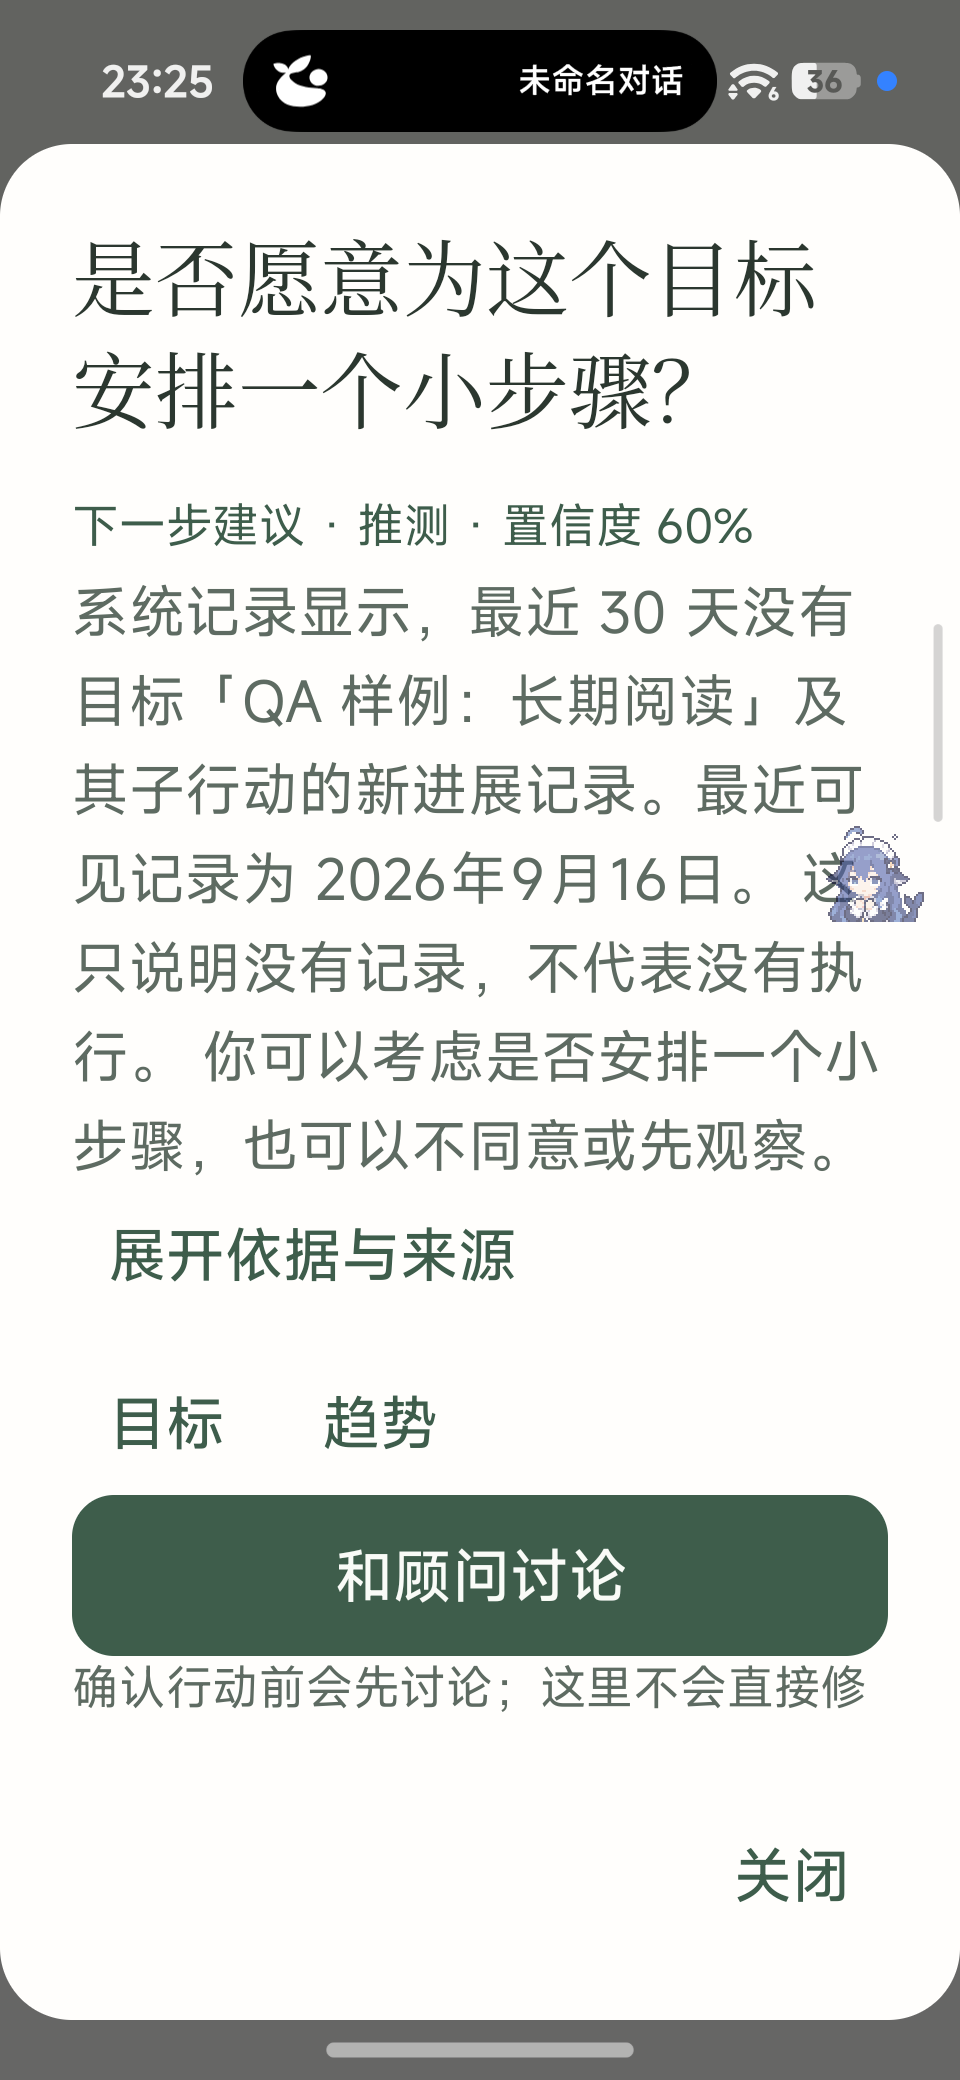 23:25
未命名对话
6
36
是否愿意为这个目标
安排一个小步骤？
下一步建议 · 推测 · 置信度 60%
系统记录显示，最近 30 天没有
目标「QA 样例：长期阅读」及
其子行动的新进展记录。最近可
见记录为 2026年9月16日。 这
只说明没有记录，不代表没有执
行。 你可以考虑是否安排一个小
步骤，也可以不同意或先观察。
展开依据与来源
目标 趋势
和顾问讨论
确认行动前会先讨论；这里不会直接修
关闭